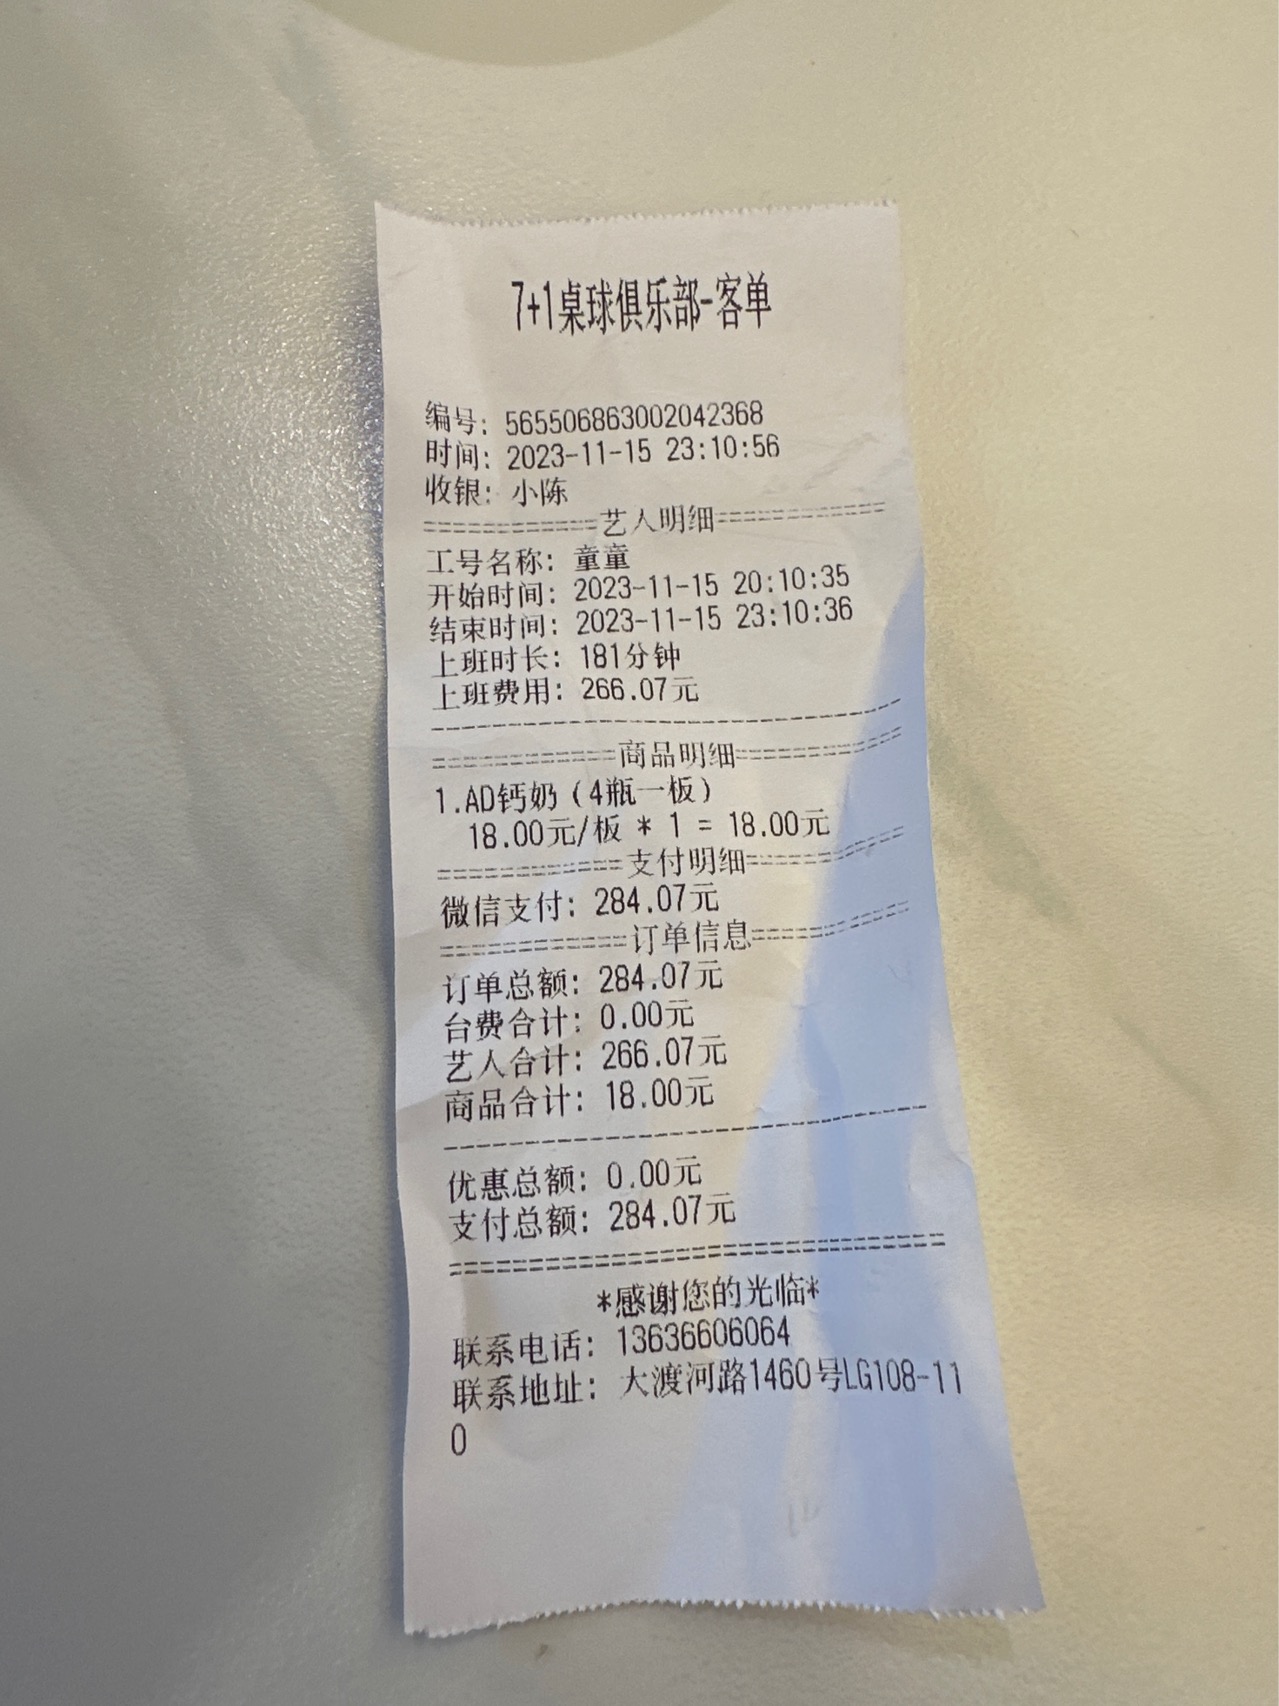 7+1桌球俱乐部-客单
编号: 565506863002042368
时间: 2023-11-15 23:10:56
收银: 小陈
===========艺人明细===========
工号名称: 童童
开始时间: 2023-11-15 20:10:35
结束时间: 2023-11-15 23:10:36
上班时长: 181分钟
上班费用: 266.07元
--------------------------------
===========商品明细===========
1.AD钙奶（4瓶一板）
18.00元/板 * 1 = 18.00元
===========支付明细===========
微信支付: 284.07元
===========订单信息===========
订单总额: 284.07元
台费合计: 0.00元
艺人合计: 266.07元
商品合计: 18.00元
--------------------------------
优惠总额: 0.00元
支付总额: 284.07元
================================
*感谢您的光临*
联系电话: 13636606064
联系地址: 大渡河路1460号LG108-11
0